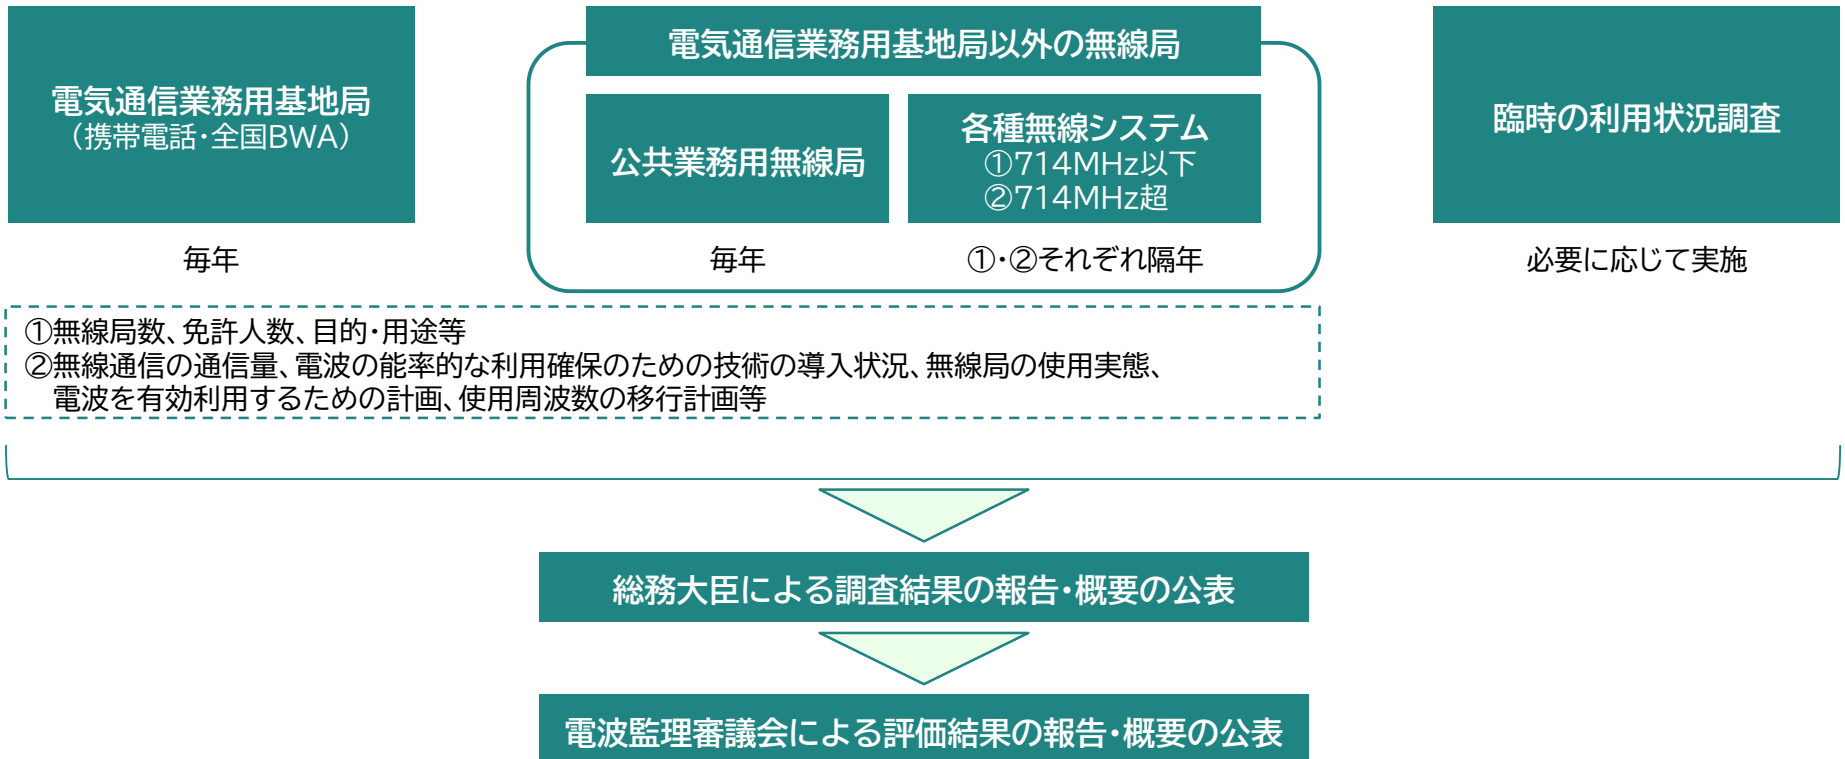 電気通信業務用基地局
（携帯電話・全国BWA）
毎年
電気通信業務用基地局以外の無線局
公共業務用無線局
毎年
各種無線システム
①714MHz以下
②714MHz超
①・②それぞれ隔年
臨時の利用状況調査
必要に応じて実施
①無線局数、免許人数、目的・用途等
②無線通信の通信量、電波の能率的な利用確保のための技術の導入状況、無線局の使用実態、
電波を有効利用するための計画、使用周波数の移行計画等
総務大臣による調査結果の報告・概要の公表
電波監理審議会による評価結果の報告・概要の公表